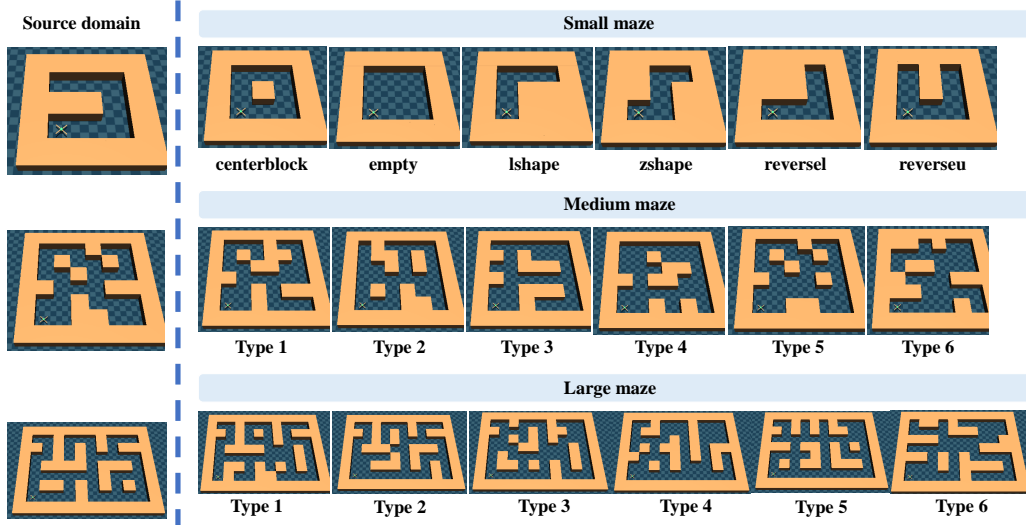 Source domain
Small maze
centerblock
empty
lshape
zshape
reversel
reverseu
Medium maze
Type 1
Type 2
Type 3
Type 4
Type 5
Type 6
Large maze
Type 1
Type 2
Type 3
Type 4
Type 5
Type 6